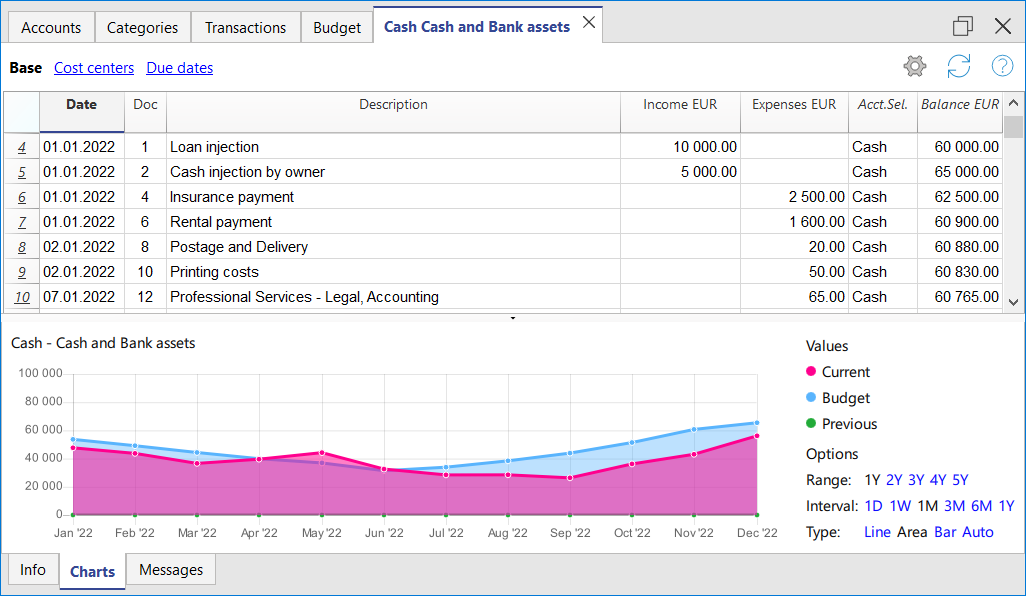 Accounts Categories Transactions Budget Cash Cash and Bank assets
Base Cost centers Due dates
Date Doc Description Income EUR Expenses EUR Acct.Sel. Balance EUR
4 01.01.2022 1 Loan injection 10 000.00 Cash 60 000.00
5 01.01.2022 2 Cash injection by owner 5 000.00 Cash 65 000.00
6 01.01.2022 4 Insurance payment 2 500.00 Cash 62 500.00
7 01.01.2022 6 Rental payment 1 600.00 Cash 60 900.00
8 02.01.2022 8 Postage and Delivery 20.00 Cash 60 880.00
9 02.01.2022 10 Printing costs 50.00 Cash 60 830.00
10 07.01.2022 12 Professional Services - Legal, Accounting 65.00 Cash 60 765.00
Cash - Cash and Bank assets
100 000
80 000
60 000
40 000
20 000
0
Jan '22 Feb '22 Mar '22 Apr '22 May '22 Jun '22 Jul '22 Aug '22 Sep '22 Oct '22 Nov '22 Dec '22
Values
Current
Budget
Previous
Options
Range: 1Y 2Y 3Y 4Y 5Y
Interval: 1D 1W 1M 3M 6M 1Y
Type: Line Area Bar Auto
Info Charts Messages